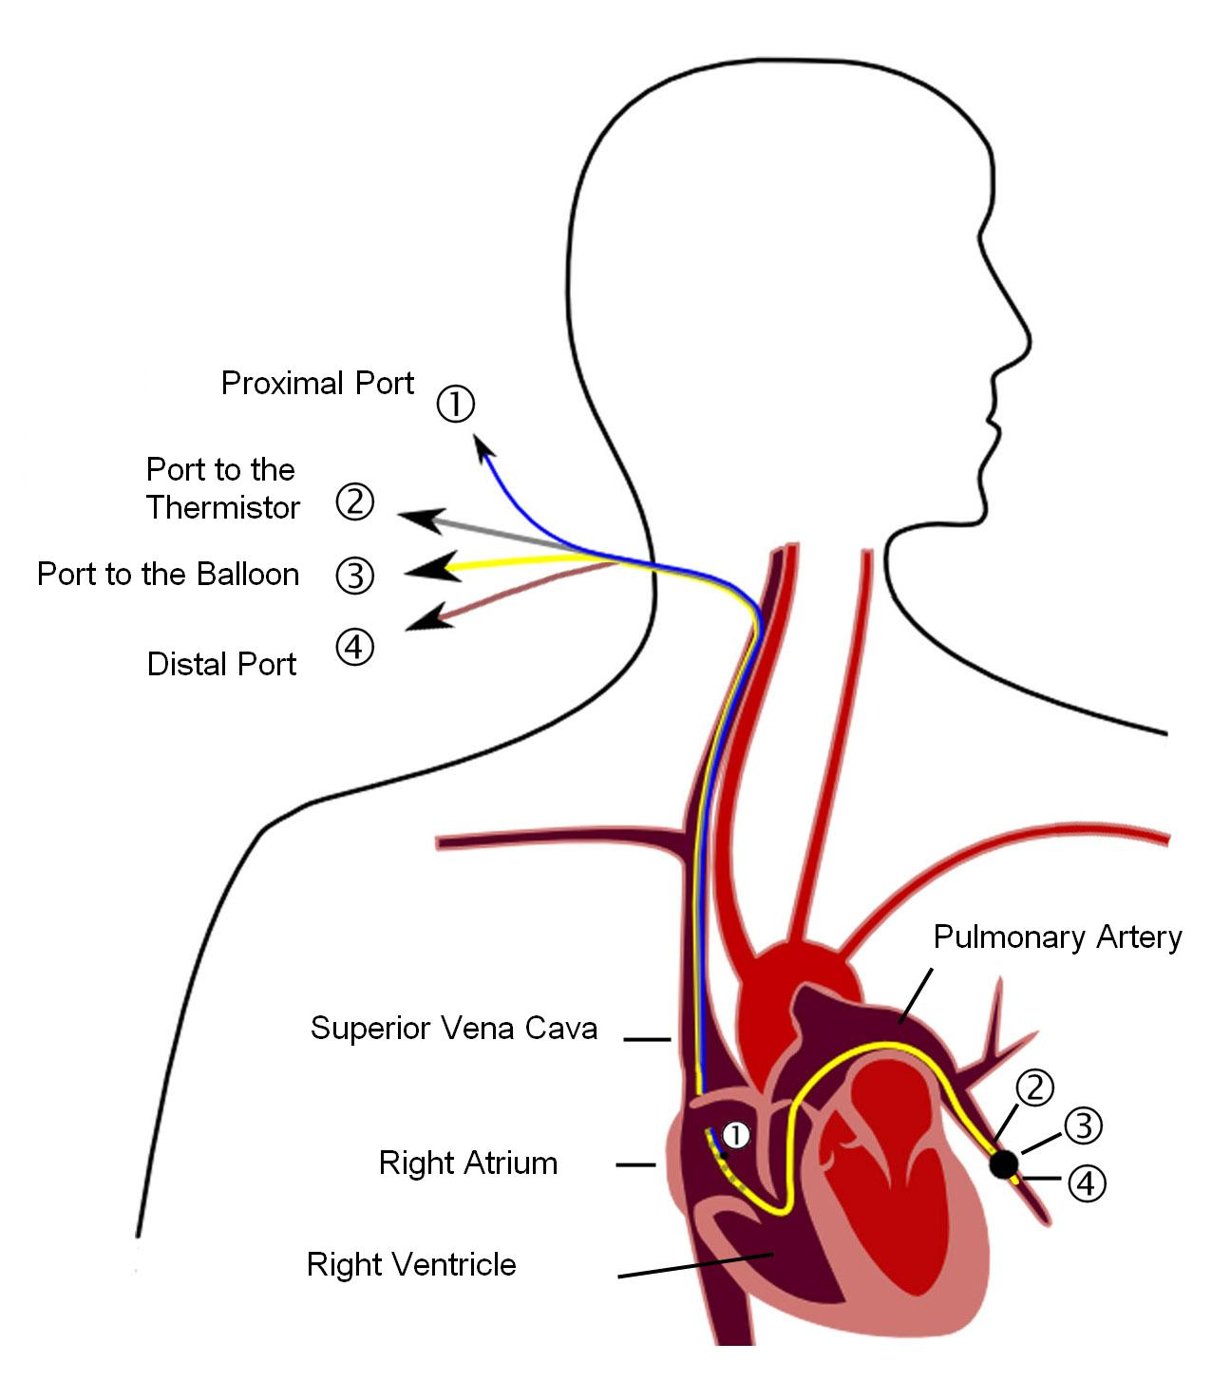 Proximal Port ①
Port to the
Thermistor ②
Port to the Balloon ③
④
Distal Port
Pulmonary Artery
Superior Vena Cava
②
③
①
Right Atrium
④
Right Ventricle